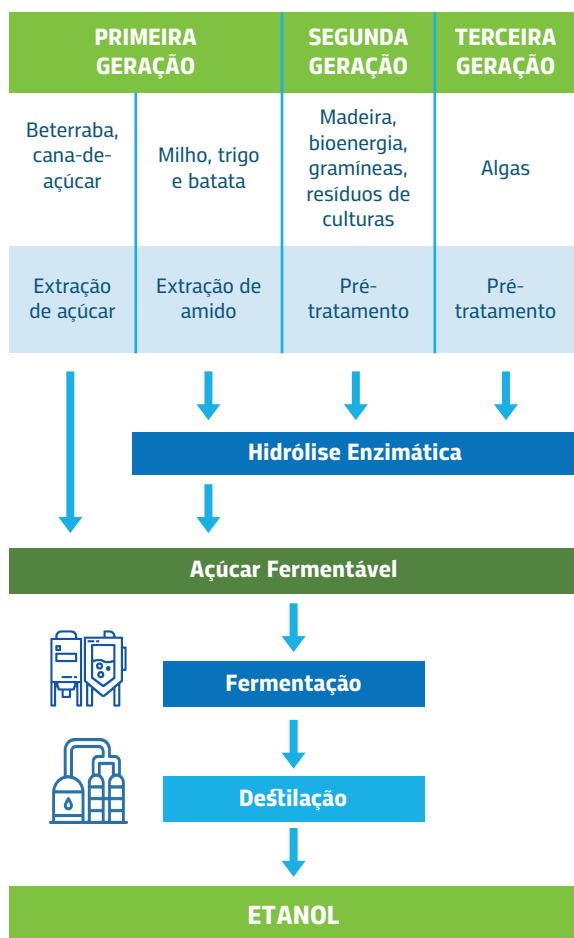 PRIMEIRA
GERAÇÃO
SEGUNDA
GERAÇÃO
TERCEIRA
GERAÇÃO
Beterraba,
cana-de-
açúcar
Milho, trigo
e batata
Madeira,
bioenergia,
gramíneas,
resíduos de
culturas
Algas
Extração
de açúcar
Extração de
amido
Pré-
tratamento
Pré-
tratamento
Hidrólise Enzimática
Açúcar Fermentável
Fermentação
Destilação
ETANOL